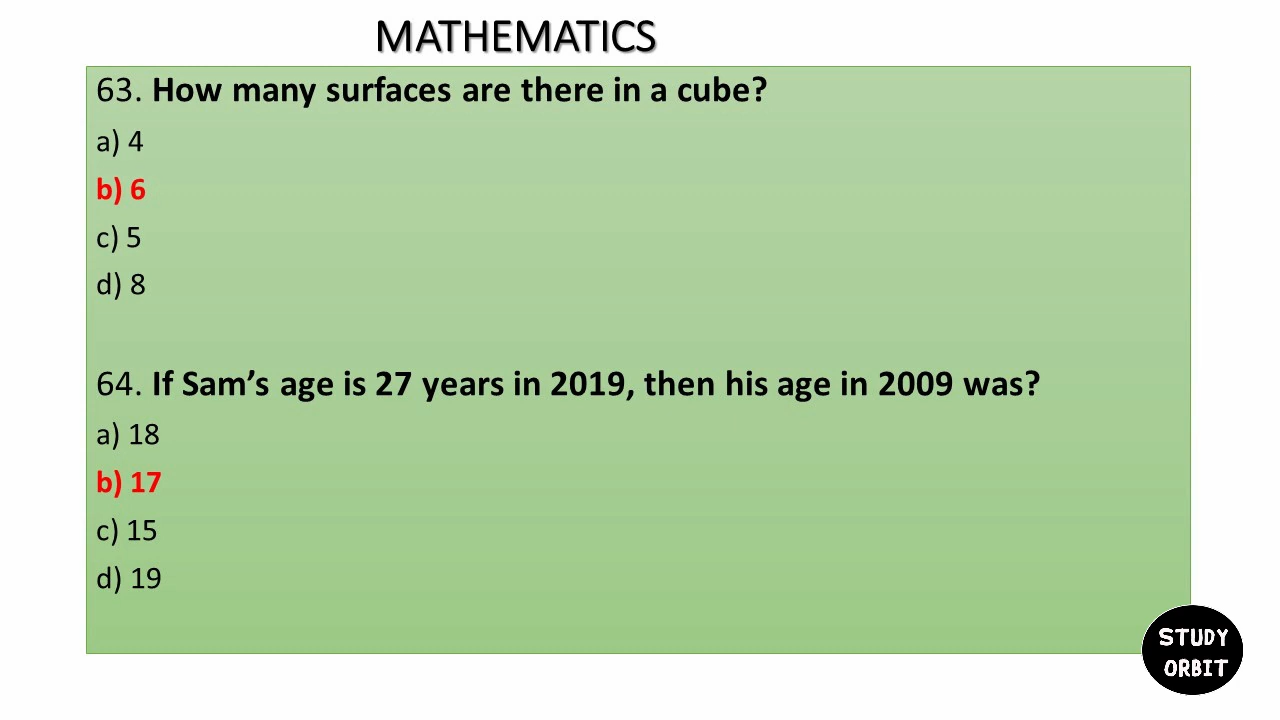 MATHEMATICS
63. How many surfaces are there in a cube?
a) 4
b) 6
c) 5
d) 8
64. If Sam’s age is 27 years in 2019, then his age in 2009 was?
a) 18
b) 17
c) 15
d) 19
STUDY
ORBIT